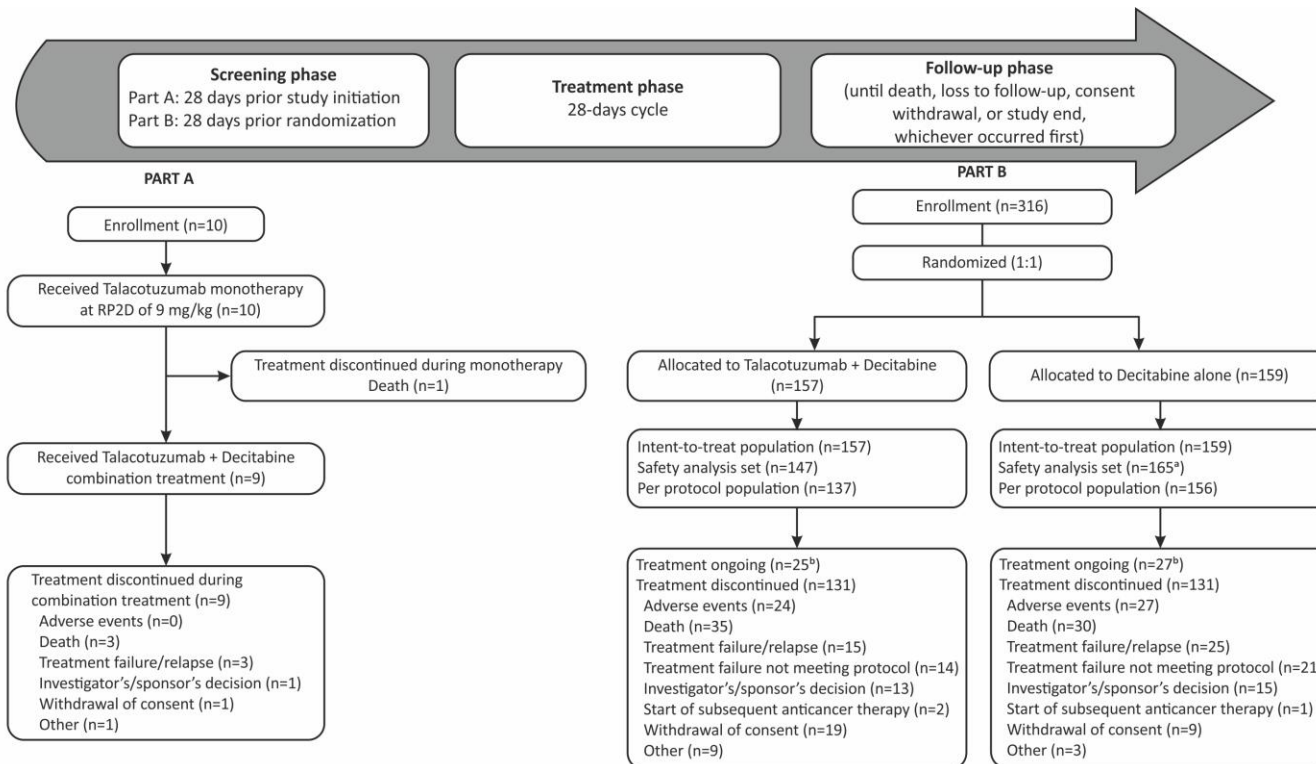 Screening phase
Part A: 28 days prior study initiation
Part B: 28 days prior randomization
Treatment phase
28-days cycle
Follow-up phase
(until death, loss to follow-up, consent
withdrawal, or study end,
whichever occurred first)
PART A
Enrollment (n=10)
Received Talacotuzumab monotherapy
at RP2D of 9 mg/kg (n=10)
Treatment discontinued during monotherapy
Death (n=1)
Received Talacotuzumab + Decitabine
combination treatment (n=9)
Treatment discontinued during
combination treatment (n=9)
Adverse events (n=0)
Death (n=3)
Treatment failure/relapse (n=3)
Investigator's/sponsor's decision (n=1)
Withdrawal of consent (n=1)
Other (n=1)
PART B
Enrollment (n=316)
Randomized (1:1)
Allocated to Talacotuzumab + Decitabine
(n=157)
Intent-to-treat population (n=157)
Safety analysis set (n=147)
Per protocol population (n=137)
Treatment ongoing (n=25ᵇ)
Treatment discontinued (n=131)
Adverse events (n=24)
Death (n=35)
Treatment failure/relapse (n=15)
Treatment failure not meeting protocol (n=14)
Investigator's/sponsor's decision (n=13)
Start of subsequent anticancer therapy (n=2)
Withdrawal of consent (n=19)
Other (n=9)
Allocated to Decitabine alone (n=159)
Intent-to-treat population (n=159)
Safety analysis set (n=165ᵃ)
Per protocol population (n=156)
Treatment ongoing (n=27ᵇ)
Treatment discontinued (n=131)
Adverse events (n=27)
Death (n=30)
Treatment failure/relapse (n=25)
Treatment failure not meeting protocol (n=21
Investigator's/sponsor's decision (n=15)
Start of subsequent anticancer therapy (n=1)
Withdrawal of consent (n=9)
Other (n=3)